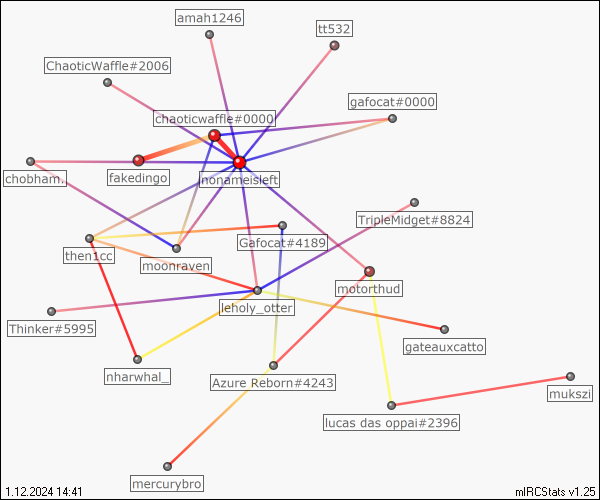 amah1246
tt532
ChaoticWaffle#2006
gafocat#0000
chaoticwaffle#0000
fakedingo
nonameisleft
chobham.
TripleMidget#8824
Gafocat#4189
then1cc
moonraven
motorthud
leholy_otter
Thinker#5995
gateauxcatto
nharwhal_
Azure Reborn#4243
mukszi
lucas das oppai#2396
mercurybro
1.12.2024 14:41
mIRCStats v1.25